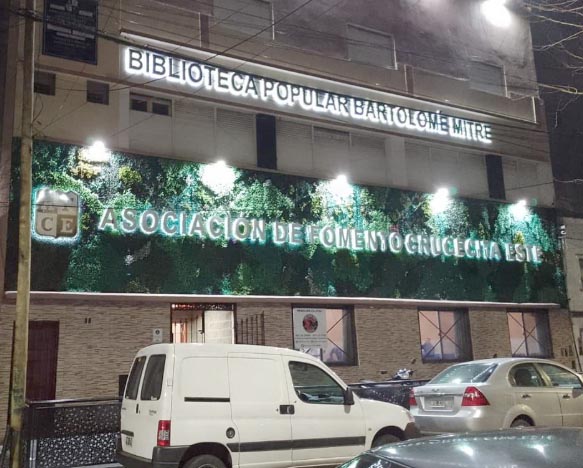 BIBLIOTECA POPULAR BARTOLOMÉ MITRE
CE
ASOCIACIÓN DE FOMENTO CRUCECITA ESTE